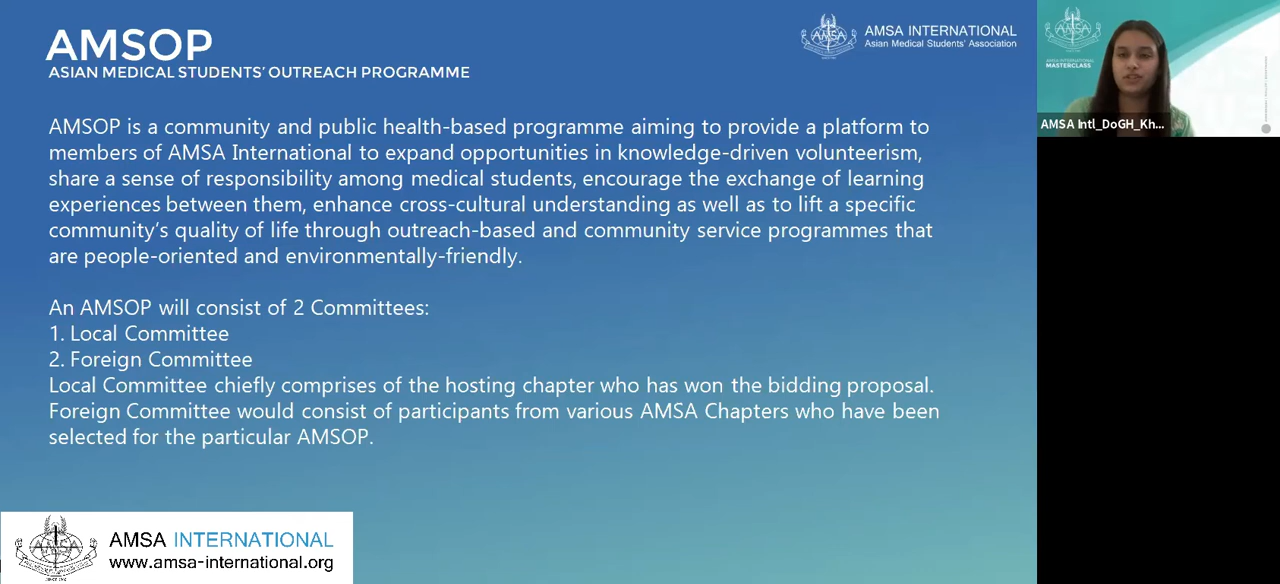 AMSOP
ASIAN MEDICAL STUDENTS' OUTREACH PROGRAMME
AMSA INTERNATIONAL
Asian Medical Students' Association
AMSOP is a community and public health-based programme aiming to provide a platform to
members of AMSA International to expand opportunities in knowledge-driven volunteerism,
share a sense of responsibility among medical students, encourage the exchange of learning
experiences between them, enhance cross-cultural understanding as well as to lift a specific
community's quality of life through outreach-based and community service programmes that
are people-oriented and environmentally-friendly.
An AMSOP will consist of 2 Committees:
1. Local Committee
2. Foreign Committee
Local Committee chiefly comprises of the hosting chapter who has won the bidding proposal.
Foreign Committee would consist of participants from various AMSA Chapters who have been
selected for the particular AMSOP.
AMSA INTERNATIONAL
www.amsa-international.org
AMSA INTERNATIONAL
MASTERCLASS
AMSA Intl_DoGH_Kh...